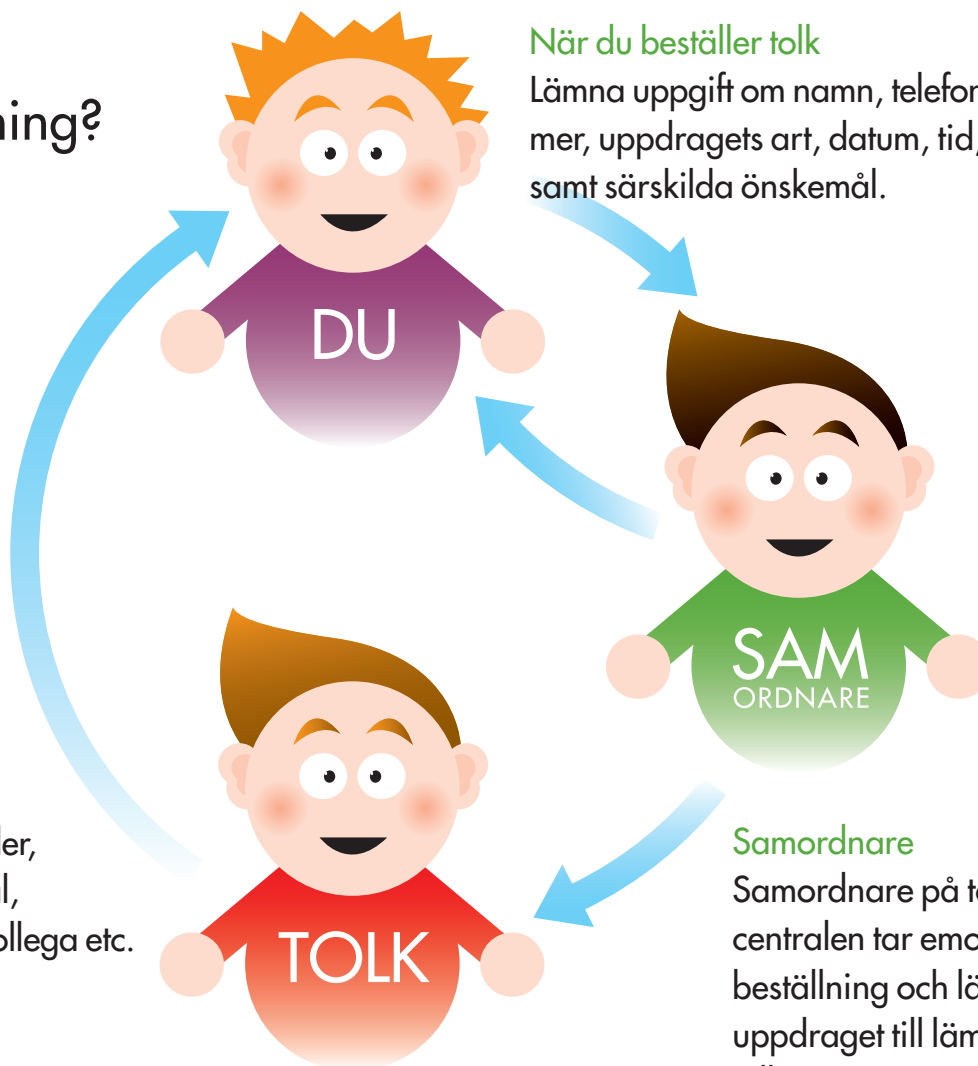 ning?
När du beställer tolk
Lämna uppgift om namn, telefon
mer, uppdragets art, datum, tid,
samt särskilda önskemål.
DU
SAM
ORDNARE
TOLK
ler,
l,
ollega etc.
Samordnare
Samordnare på to
centralen tar emo
beställning och lä
uppdraget till läm